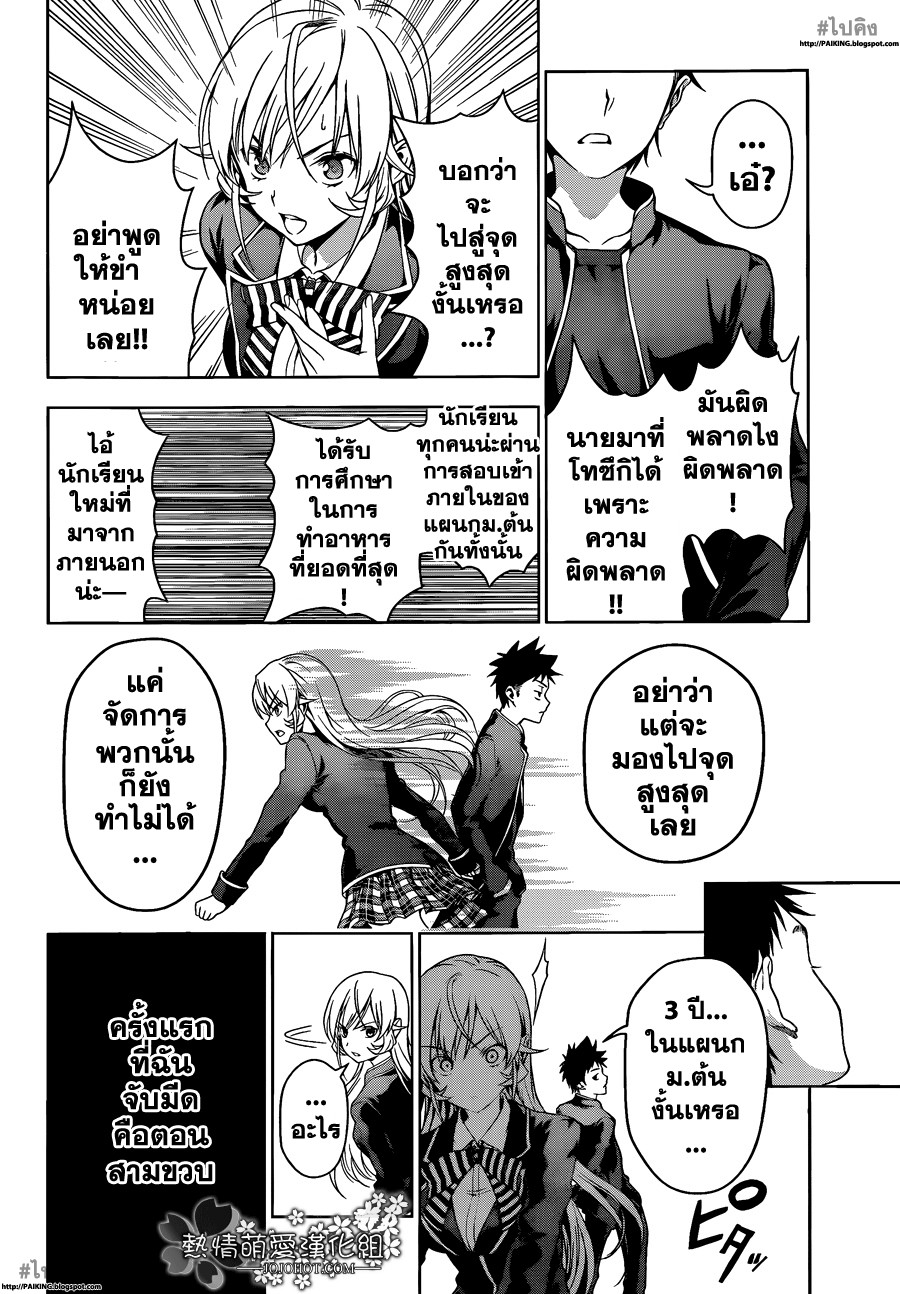 #ไปคิง
http://PAIKING.blogspot.com
...
เอ๋?
มันผิด
พลาดไง
ผิดพลาด
!
นายมาที่
โทซึกิได้
เพราะ
ความ
ผิดพลาด
!!
บอกว่า
จะ
ไปสู่จุด
สูงสุด
งั้นเหรอ
...?
อย่าพูด
ให้ขำ
หน่อย
เลย!!
นักเรียน
ทุกคนน่ะผ่าน
การสอบเข้า
ภายในของ
แผนกม.ต้น
กันทั้งนั้น
ได้รับ
การศึกษา
ในการ
ทำอาหาร
ที่ยอดที่สุด
!
ไอ้
นักเรียน
ใหม่ที่
มาจาก
ภายนอก
น่ะ—
อย่าว่า
แต่จะ
มองไปจุด
สูงสุด
เลย
แค่
จัดการ
พวกนั้น
ก็ยัง
ทำไม่ได้
...
3 ปี...
ในแผนก
ม.ต้น
งั้นเหรอ
...
ピタッ
...
อะไร
ครั้งแรก
ที่ฉัน
จับมีด
คือตอน
สามขวบ
熱情萌愛漢化組
JOJOHOT.COM
#ไป
http://PAIKING.blogspot.com